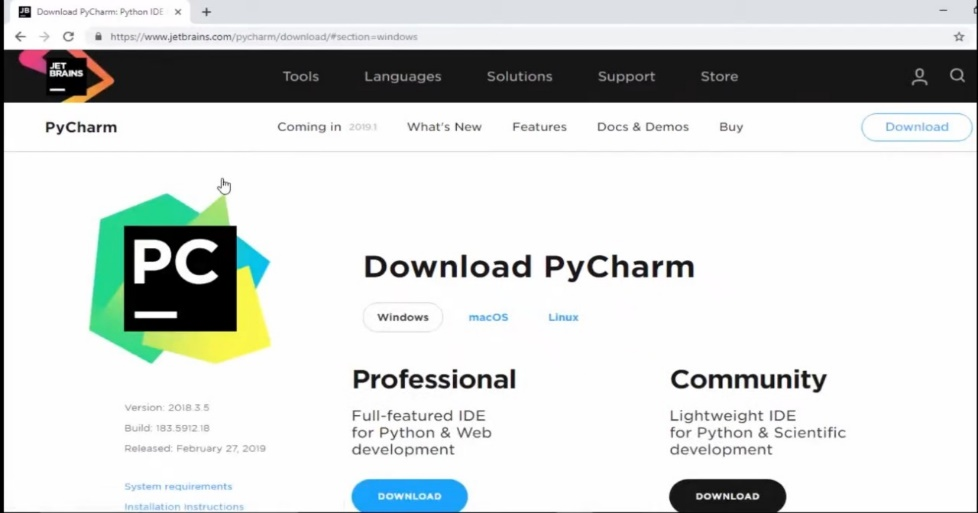 JB
Download PyCharm: Python IDE
https://www.jetbrains.com/pycharm/download/#section=windows
JET
BRAINS
Tools Languages Solutions Support Store
PyCharm Coming in 2019.1 What's New Features Docs & Demos Buy Download
PC
Download PyCharm
Windows macOS Linux
Professional
Full-featured IDE
for Python & Web
development
DOWNLOAD
Community
Lightweight IDE
for Python & Scientific
development
DOWNLOAD
Version: 2018.3.5
Build: 183.5912.18
Released: February 27, 2019
System requirements
Installation Instructions